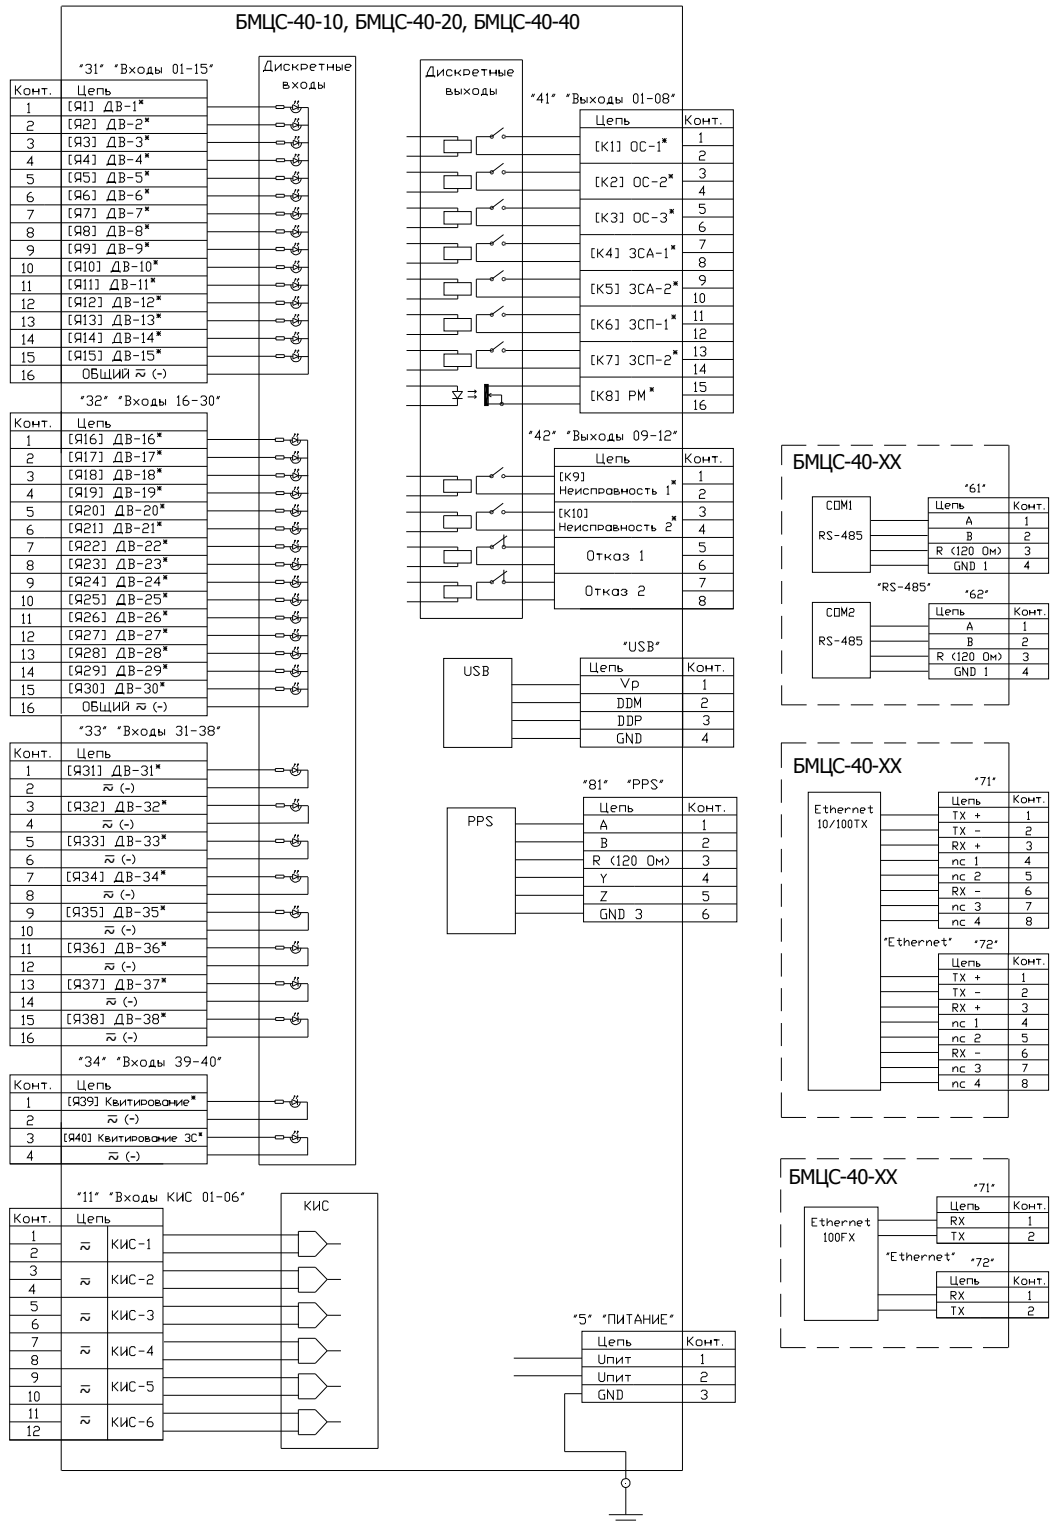 БМЦС-40-10, БМЦС-40-20, БМЦС-40-40
"31" "Входы 01-15"
Дискретные
входы
Конт. Цепь
1 [Я1] ДВ-1*
2 [Я2] ДВ-2*
3 [Я3] ДВ-3*
4 [Я4] ДВ-4*
5 [Я5] ДВ-5*
6 [Я6] ДВ-6*
7 [Я7] ДВ-7*
8 [Я8] ДВ-8*
9 [Я9] ДВ-9*
10 [Я10] ДВ-10*
11 [Я11] ДВ-11*
12 [Я12] ДВ-12*
13 [Я13] ДВ-13*
14 [Я14] ДВ-14*
15 [Я15] ДВ-15*
16 ОБЩИЙ ≂ (-)
"32" "Входы 16-30"
Конт. Цепь
1 [Я16] ДВ-16*
2 [Я17] ДВ-17*
3 [Я18] ДВ-18*
4 [Я19] ДВ-19*
5 [Я20] ДВ-20*
6 [Я21] ДВ-21*
7 [Я22] ДВ-22*
8 [Я23] ДВ-23*
9 [Я24] ДВ-24*
10 [Я25] ДВ-25*
11 [Я26] ДВ-26*
12 [Я27] ДВ-27*
13 [Я28] ДВ-28*
14 [Я29] ДВ-29*
15 [Я30] ДВ-30*
16 ОБЩИЙ ≂ (-)
"33" "Входы 31-38"
Конт. Цепь
1 [Я31] ДВ-31*
2 ≂ (-)
3 [Я32] ДВ-32*
4 ≂ (-)
5 [Я33] ДВ-33*
6 ≂ (-)
7 [Я34] ДВ-34*
8 ≂ (-)
9 [Я35] ДВ-35*
10 ≂ (-)
11 [Я36] ДВ-36*
12 ≂ (-)
13 [Я37] ДВ-37*
14 ≂ (-)
15 [Я38] ДВ-38*
16 ≂ (-)
"34" "Входы 39-40"
Конт. Цепь
1 [Я39] Квитирование*
2 ≂ (-)
3 [Я40] Квитирование ЗС*
4 ≂ (-)
"11" "Входы КИС 01-06"
КИС
Конт. Цепь
1
2
≂ КИС-1
3
4
≂ КИС-2
5
6
≂ КИС-3
7
8
≂ КИС-4
9
10
≂ КИС-5
11
12
≂ КИС-6
Дискретные
выходы
"41" "Выходы 01-08"
Цепь Конт.
[К1] ОС-1*
1
2
[К2] ОС-2*
3
4
[К3] ОС-3*
5
6
[К4] ЗСА-1*
7
8
[К5] ЗСА-2*
9
10
[К6] ЗСП-1*
11
12
[К7] ЗСП-2*
13
14
[К8] РМ*
15
16
"42" "Выходы 09-12"
Цепь Конт.
[К9]
Неисправность 1*
1
2
[К10]
Неисправность 2*
3
4
Отказ 1
5
6
Отказ 2
7
8
"USB"
USB
Цепь Конт.
Vp 1
DDM 2
DDP 3
GND 4
"81" "PPS"
PPS
Цепь Конт.
A 1
B 2
R (120 Ом) 3
Y 4
Z 5
GND 3 6
"5" "ПИТАНИЕ"
Цепь Конт.
Uпит 1
Uпит 2
GND 3
БМЦС-40-XX
COM1
RS-485
"61"
Цепь Конт.
A 1
B 2
R (120 Ом) 3
GND 1 4
"RS-485"
COM2
RS-485
"62"
Цепь Конт.
A 1
B 2
R (120 Ом) 3
GND 1 4
БМЦС-40-XX
Ethernet
10/100TX
"71"
Цепь Конт.
TX + 1
TX - 2
RX + 3
nc 1 4
nc 2 5
RX - 6
nc 3 7
nc 4 8
"Ethernet" "72"
Цепь Конт.
TX + 1
TX - 2
RX + 3
nc 1 4
nc 2 5
RX - 6
nc 3 7
nc 4 8
БМЦС-40-XX
Ethernet
100FX
"71"
Цепь Конт.
RX 1
TX 2
"Ethernet" "72"
Цепь Конт.
RX 1
TX 2